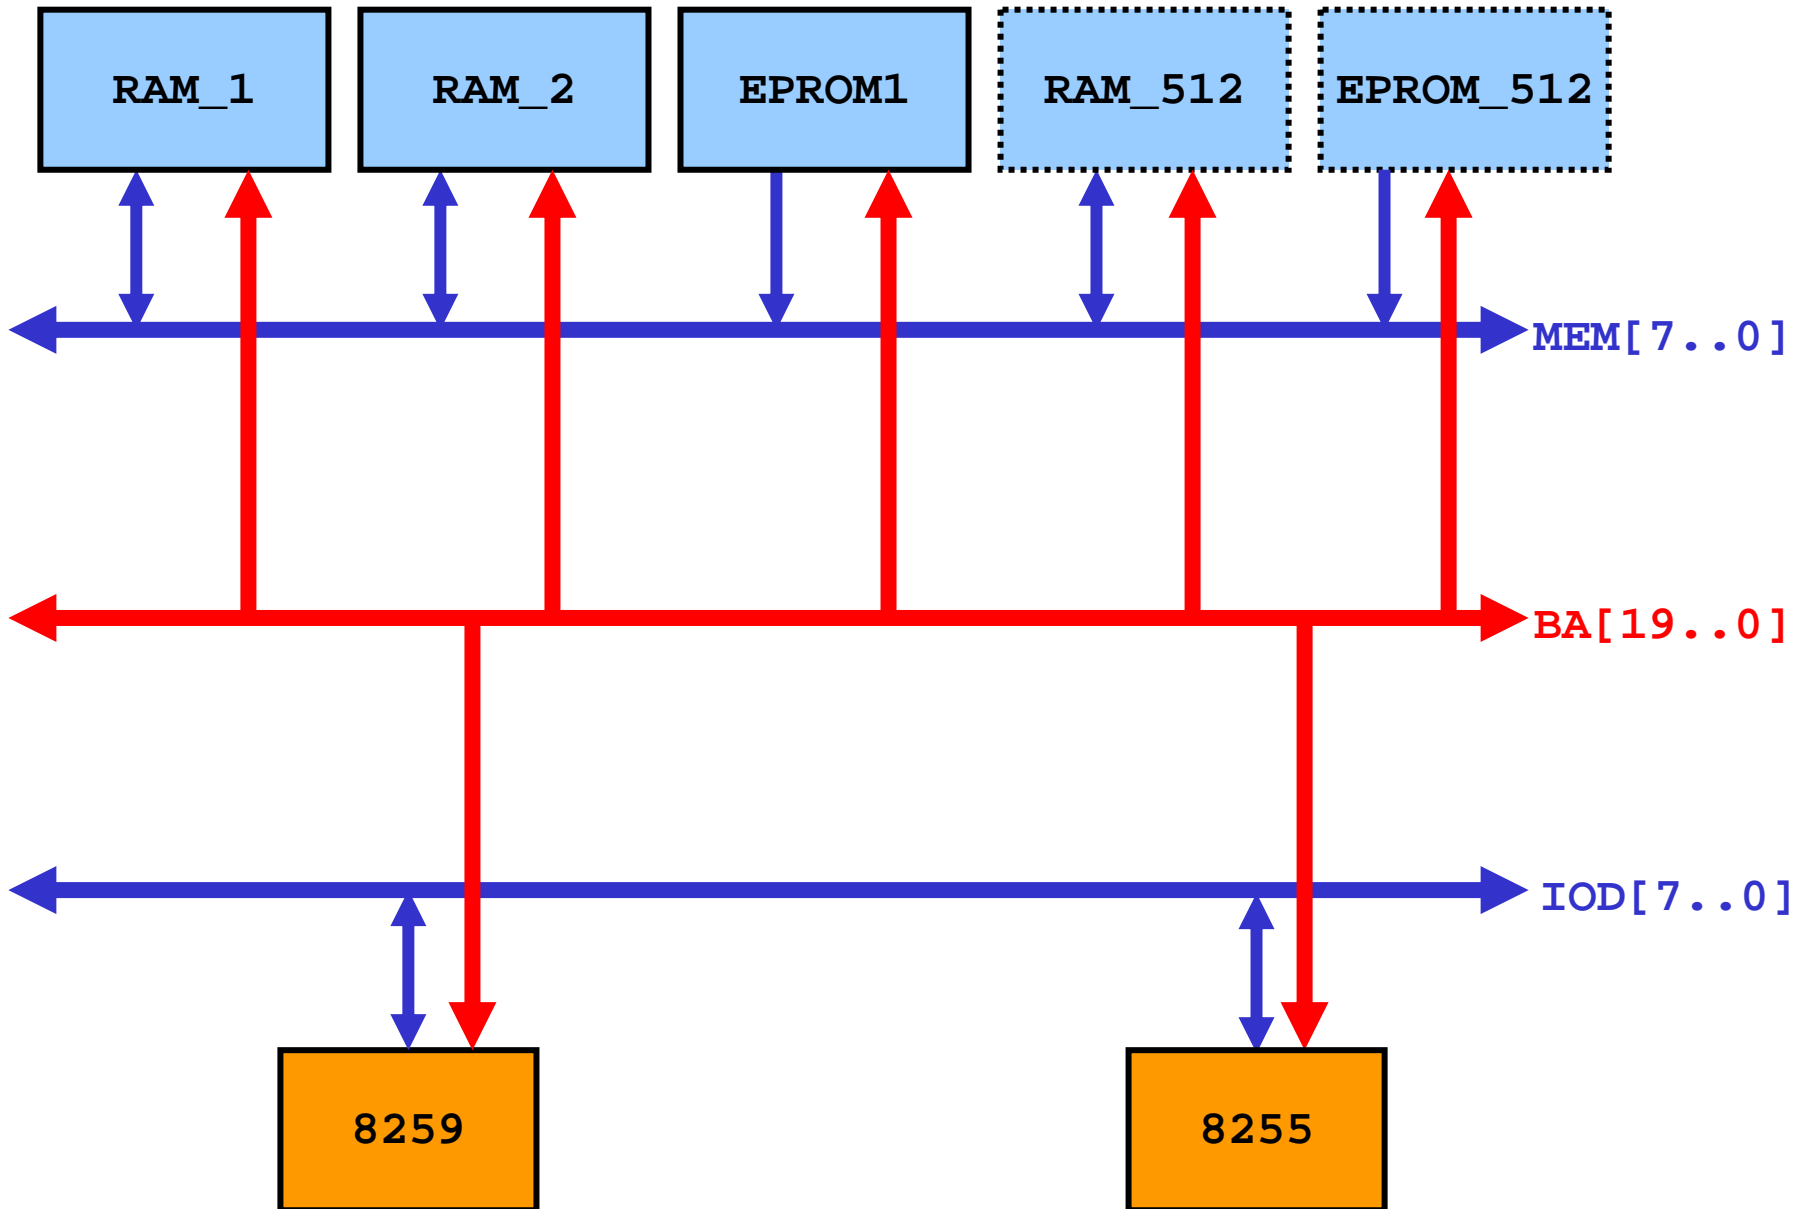 RAM_1
RAM_2
EPROM1
RAM_512
EPROM_512
MEM[7..0]
BA[19..0]
IOD[7..0]
8259
8255